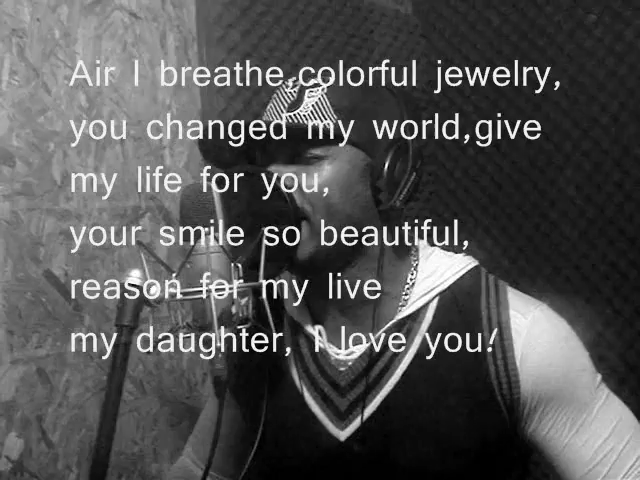 Air I breathe,colorful jewelry,
you changed my world,give
my life for you,
your smile so beautiful,
reason for my live
my daughter, I love you!